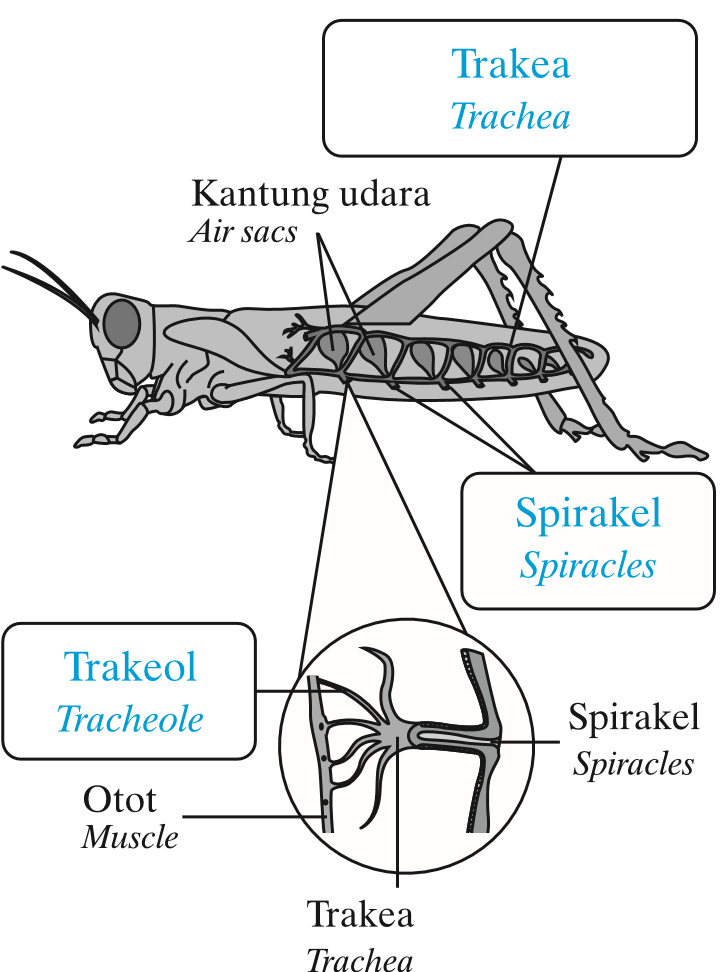 Trakea
Trachea
Kantung udara
Air sacs
Spirakel
Spiracles
Trakeol
Tracheole
Spirakel
Spiracles
Otot
Muscle
Trakea
Trachea